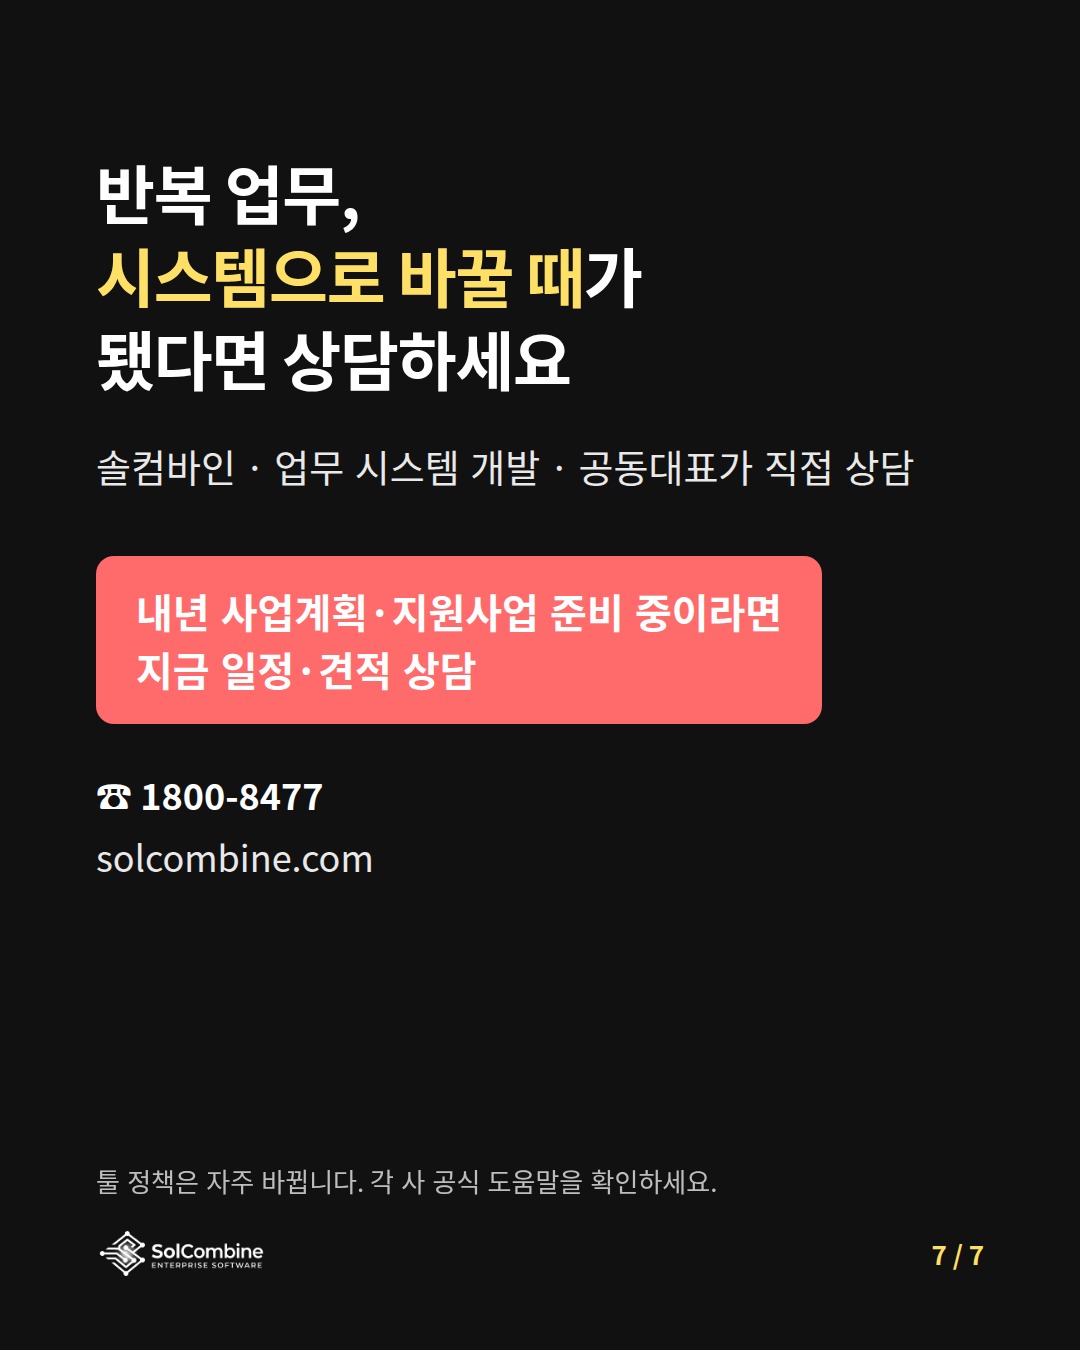 반복 업무,
시스템으로 바꿀 때가
됐다면 상담하세요
솔컴바인 · 업무 시스템 개발 · 공동대표가 직접 상담
내년 사업계획·지원사업 준비 중이라면
지금 일정·견적 상담
☎ 1800-8477
solcombine.com
툴 정책은 자주 바뀝니다. 각 사 공식 도움말을 확인하세요.
SolCombine
ENTERPRISE SOFTWARE
7 / 7